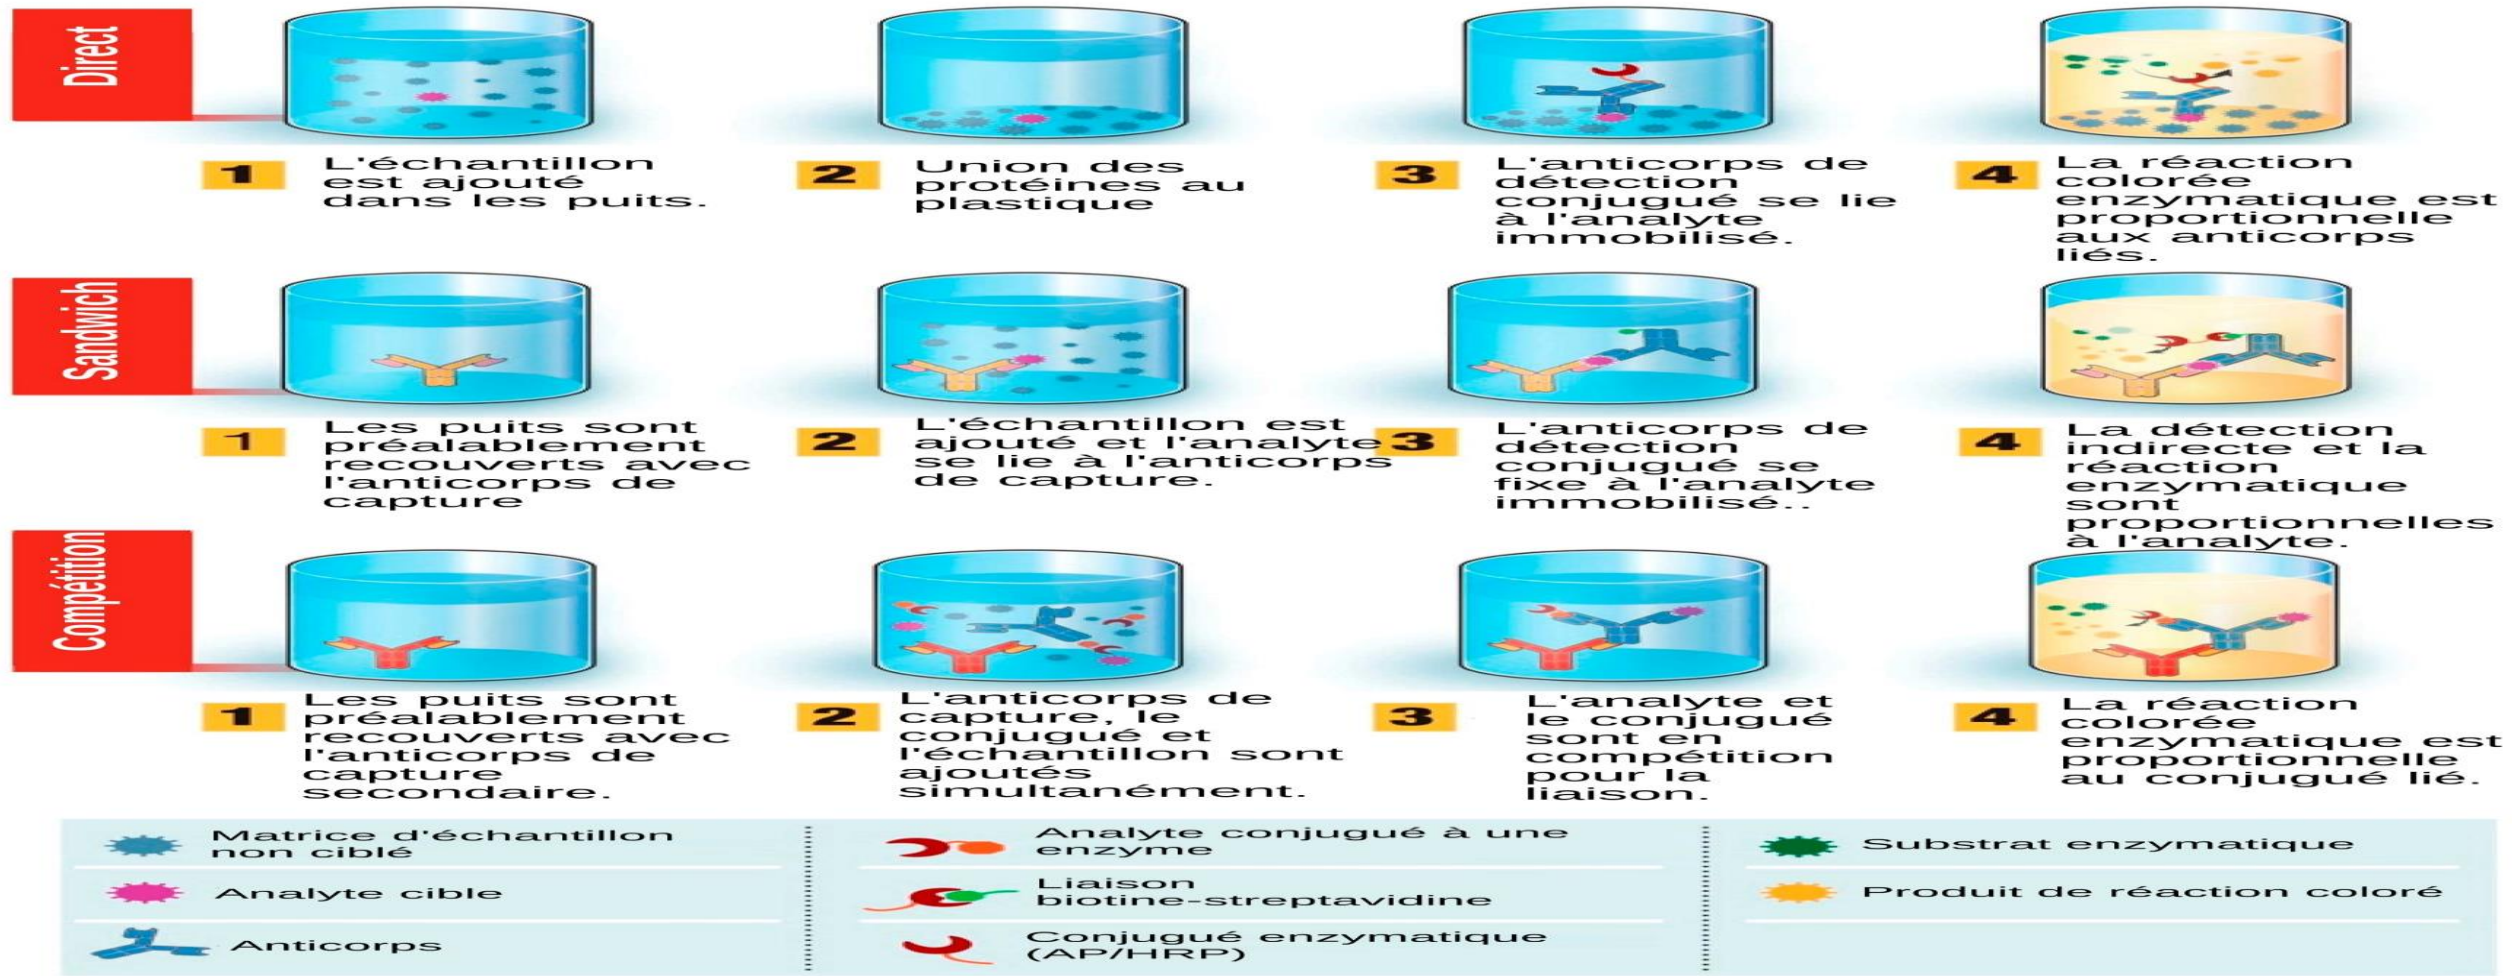 Direct
1
L'échantillon
est ajouté
dans les puits.
2
Union des
protéines au
plastique
3
L'anticorps de
détection
conjugué se lie
à l'analyte
immobilisé.
4
La réaction
colorée
enzymatique est
proportionnelle
aux anticorps
liés.
Sandwich
1
Les puits sont
préalablement
recouverts avec
l'anticorps de
capture
2
L'échantillon est
ajouté et l'analyte
se lie à l'anticorps
de capture.
3
L'anticorps de
détection
conjugué se
fixe à l'analyte
immobilisé..
4
La détection
indirecte et la
réaction
enzymatique
sont
proportionnelles
à l'analyte.
Compétition
1
Les puits sont
préalablement
recouverts avec
l'anticorps de
capture
secondaire.
2
L'anticorps de
capture, le
conjugué et
l'échantillon sont
ajoutés
simultanément.
3
L'analyte et
le conjugué
sont en
compétition
pour la
liaison.
4
La réaction
colorée
enzymatique est
proportionnelle
au conjugué lié.
Matrice d'échantillon
non ciblé
Analyte cible
Anticorps
Analyte conjugué à une
enzyme
Liaison
biotine-streptavidine
Conjugué enzymatique
(AP/HRP)
Substrat enzymatique
Produit de réaction coloré